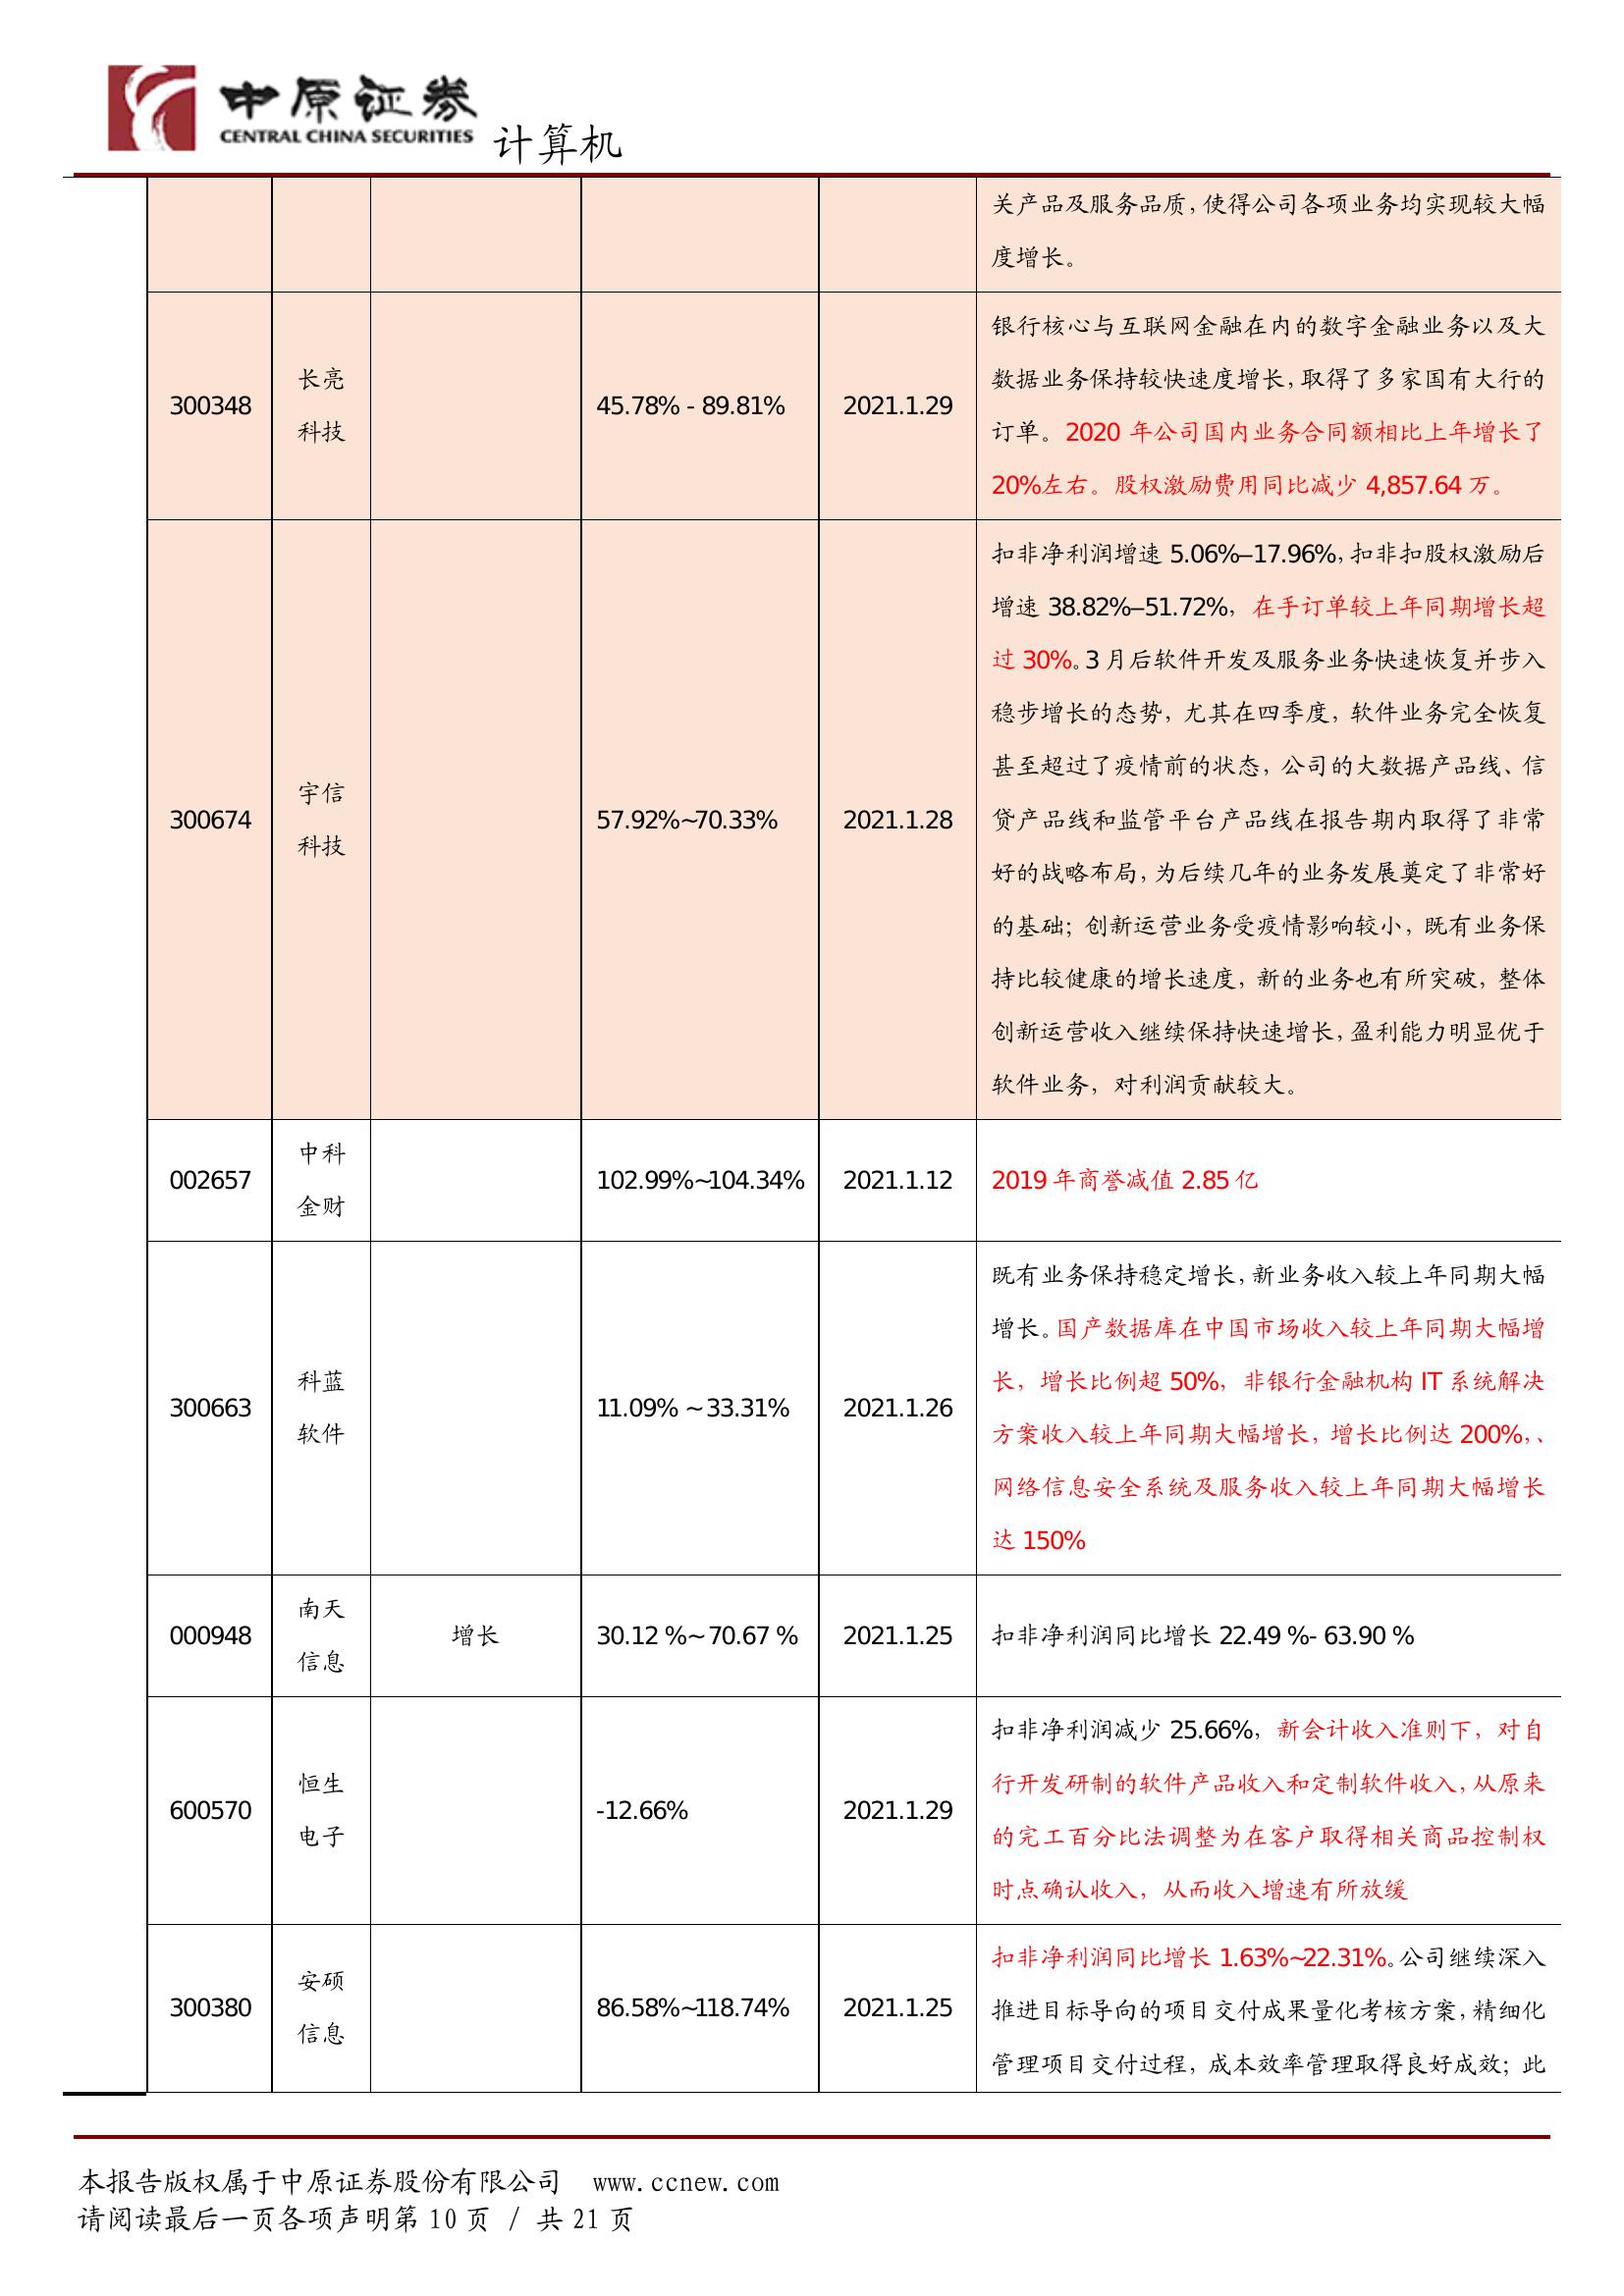 中原证券
CENTRAL CHINA SECURITIES
计算机
关产品及服务品质，使得公司各项业务均实现较大幅
度增长。
300348
长亮
科技
45.78% - 89.81%
2021.1.29
银行核心与互联网金融在内的数字金融业务以及大
数据业务保持较快速度增长，取得了多家国有大行的
订单。2020 年公司国内业务合同额相比上年增长了
20%左右。股权激励费用同比减少 4,857.64 万。
300674
宇信
科技
57.92%~70.33%
2021.1.28
扣非净利润增速 5.06%–17.96%，扣非扣股权激励后
增速 38.82%–51.72%，在手订单较上年同期增长超
过 30%。3 月后软件开发及服务业务快速恢复并步入
稳步增长的态势，尤其在四季度，软件业务完全恢复
甚至超过了疫情前的状态，公司的大数据产品线、信
贷产品线和监管平台产品线在报告期内取得了非常
好的战略布局，为后续几年的业务发展奠定了非常好
的基础；创新运营业务受疫情影响较小，既有业务保
持比较健康的增长速度，新的业务也有所突破，整体
创新运营收入继续保持快速增长，盈利能力明显优于
软件业务，对利润贡献较大。
002657
中科
金财
102.99%~104.34%
2021.1.12
2019 年商誉减值 2.85 亿
300663
科蓝
软件
11.09% ~ 33.31%
2021.1.26
既有业务保持稳定增长，新业务收入较上年同期大幅
增长。国产数据库在中国市场收入较上年同期大幅增
长，增长比例超 50%，非银行金融机构 IT 系统解决
方案收入较上年同期大幅增长，增长比例达 200%，、
网络信息安全系统及服务收入较上年同期大幅增长
达 150%
000948
南天
信息
增长
30.12 %~ 70.67 %
2021.1.25
扣非净利润同比增长 22.49 %- 63.90 %
600570
恒生
电子
-12.66%
2021.1.29
扣非净利润减少 25.66%，新会计收入准则下，对自
行开发研制的软件产品收入和定制软件收入，从原来
的完工百分比法调整为在客户取得相关商品控制权
时点确认收入，从而收入增速有所放缓
300380
安硕
信息
86.58%~118.74%
2021.1.25
扣非净利润同比增长 1.63%~22.31%。公司继续深入
推进目标导向的项目交付成果量化考核方案，精细化
管理项目交付过程，成本效率管理取得良好成效；此
本报告版权属于中原证券股份有限公司 www.ccnew.com
请阅读最后一页各项声明第 10 页 / 共 21 页